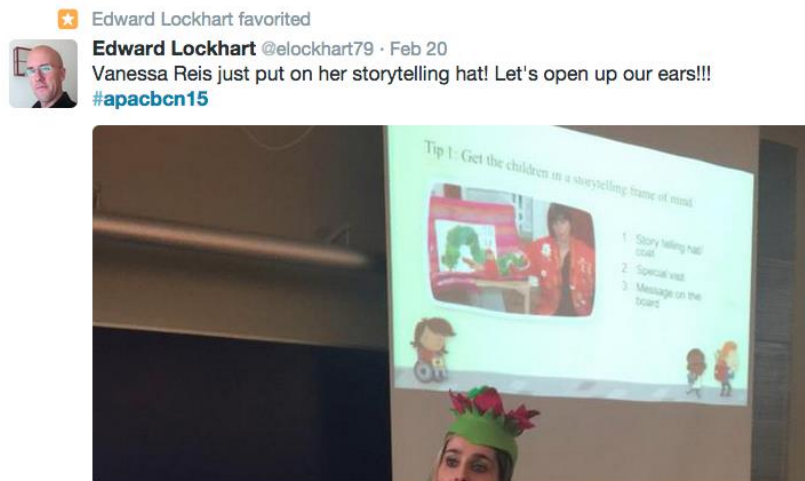 Edward Lockhart favorited
Edward Lockhart @elockhart79 · Feb 20
Vanessa Reis just put on her storytelling hat! Let's open up our ears!!!
#apacbcn15
Tip 1: Get the children in a storytelling frame of mind
1 Story telling hat/
coat
2 Special visit
3 Message on the
board